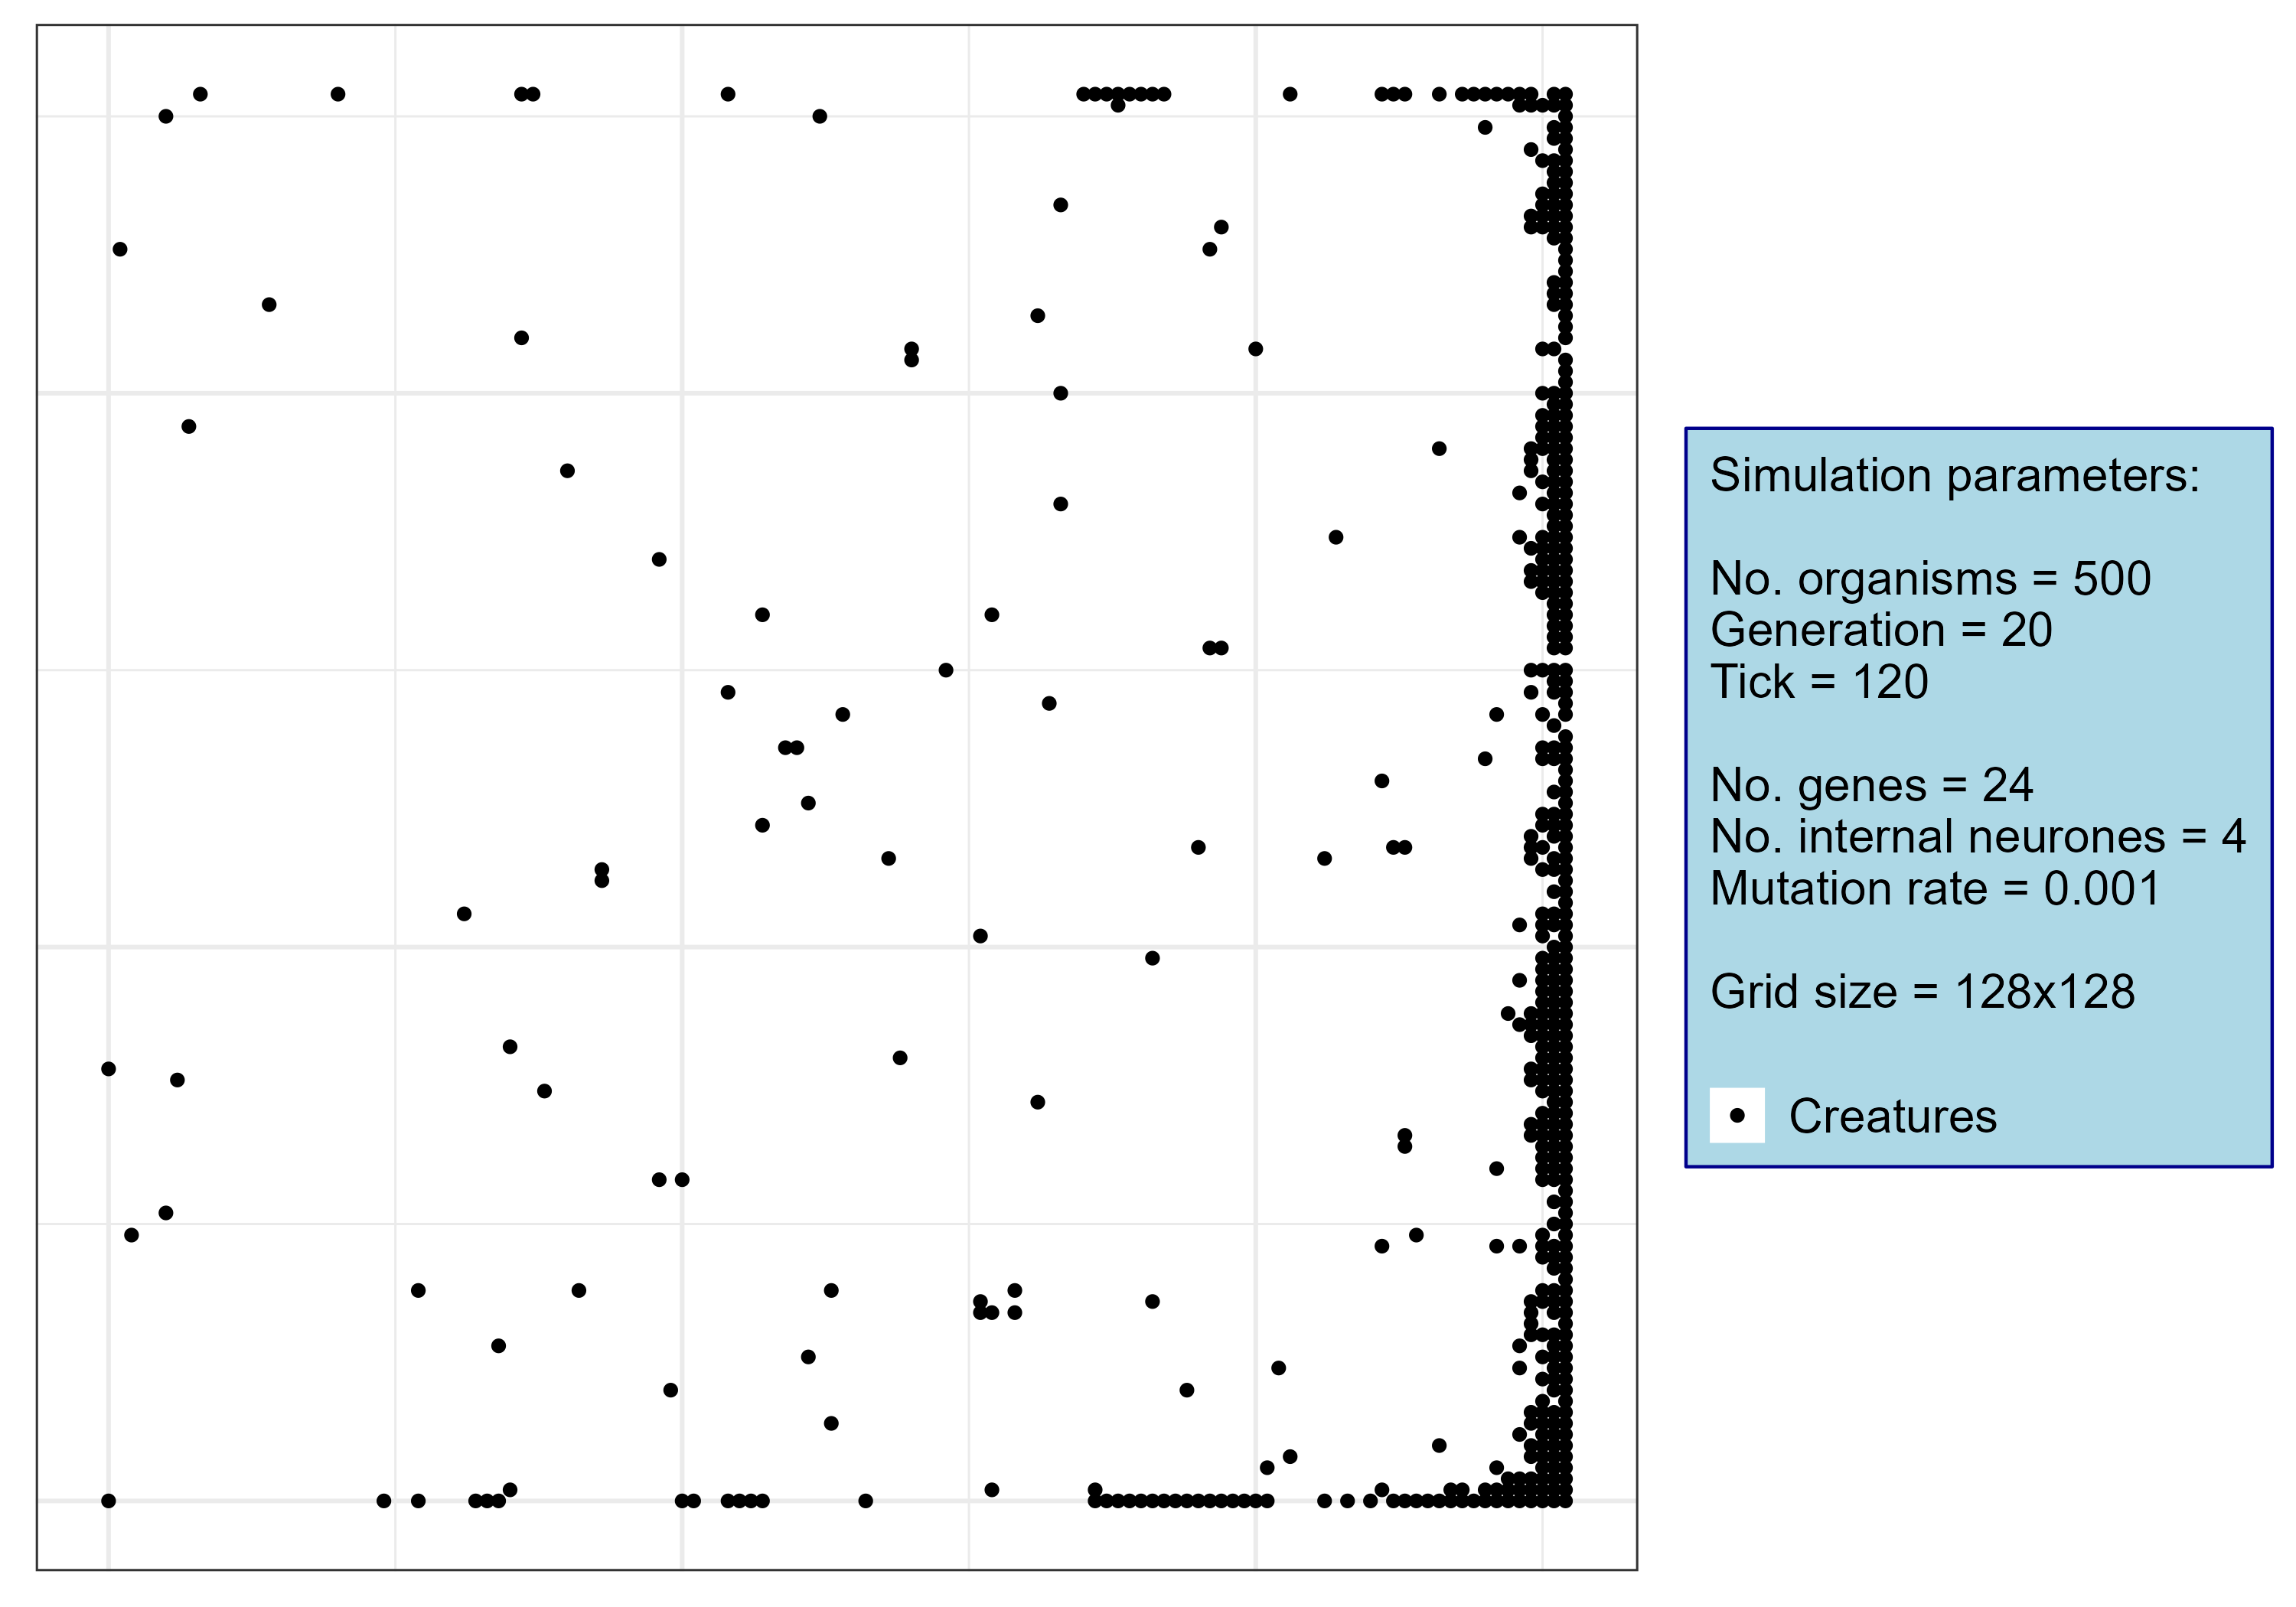 Simulation parameters:
No. organisms = 500
Generation = 20
Tick = 120
No. genes = 24
No. internal neurones = 4
Mutation rate = 0.001
Grid size = 128x128
Creatures